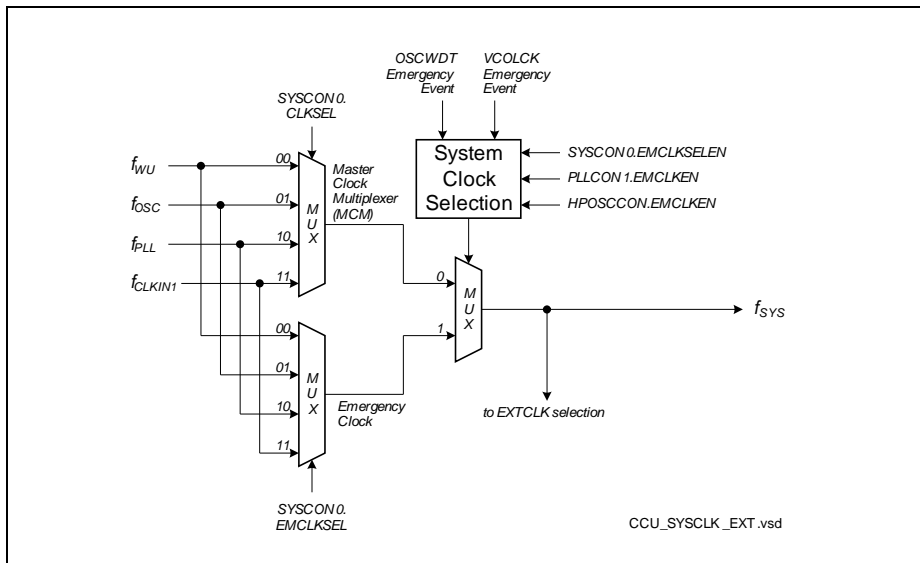 OSCWDT
Emergency
Event
VCOLCK
Emergency
Event
SYSCON0.
CLKSEL
System
Clock
Selection
SYSCON0.EMCLKSELEN
PLLCON1.EMCLKEN
HPOSCCON.EMCLKEN
fWU
fOSC
fPLL
fCLKIN1
00
01
10
11
M
U
X
Master
Clock
Multiplexer
(MCM)
0
1
M
U
X
fSYS
00
01
10
11
M
U
X
Emergency
Clock
to EXTCLK selection
SYSCON0.
EMCLKSEL
CCU_SYSCLK_EXT.vsd